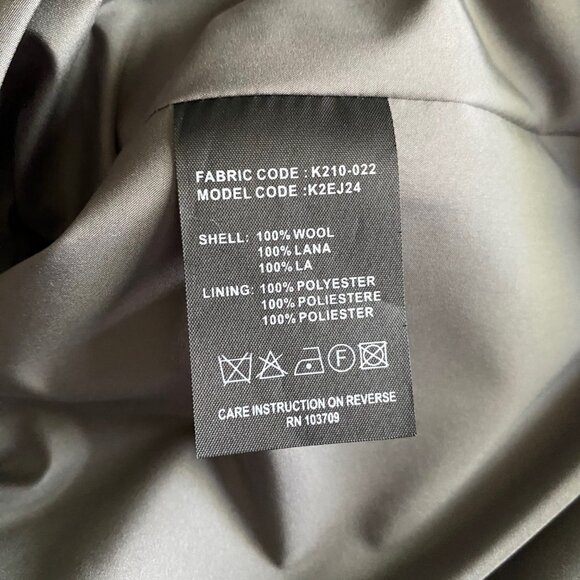 FABRIC CODE : K210-022
MODEL CODE : K2EJ24
SHELL: 100% WOOL
100% LANA
100% LA
LINING: 100% POLYESTER
100% POLIESTERE
100% POLIESTER
F
CARE INSTRUCTION ON REVERSE
RN 103709